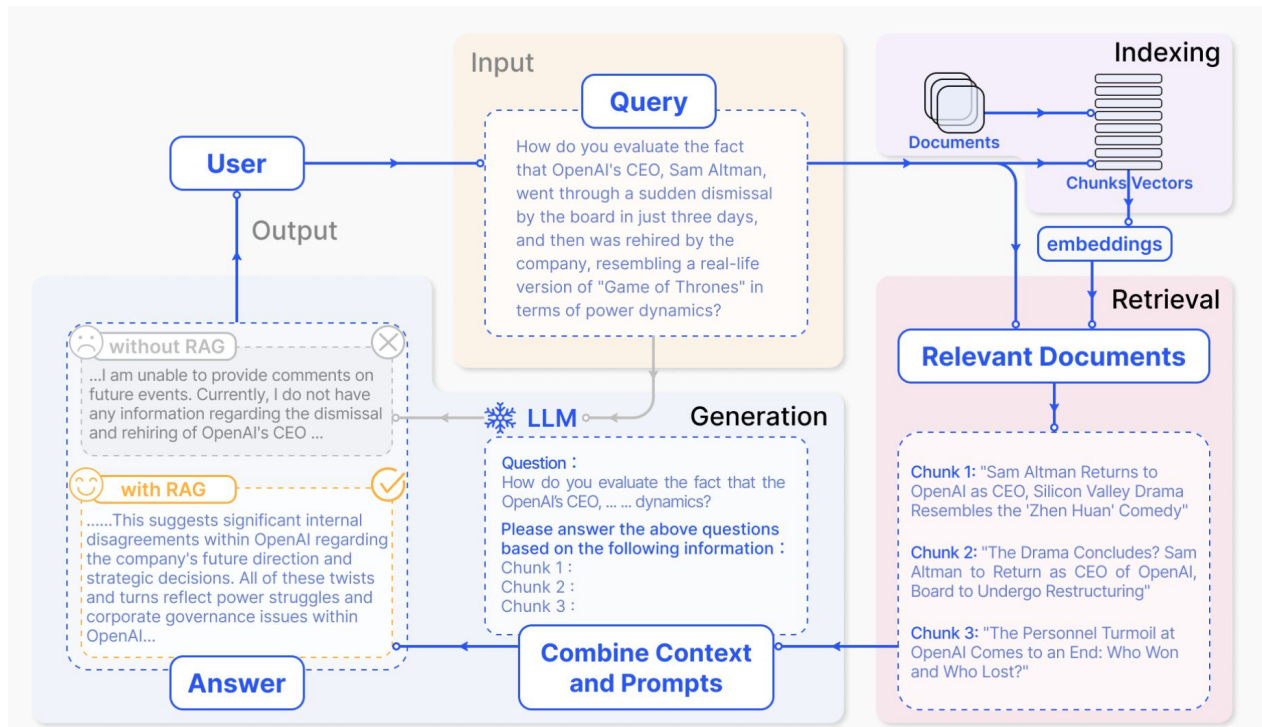 Input
Query
How do you evaluate the fact
that OpenAI's CEO, Sam Altman,
went through a sudden dismissal
by the board in just three days,
and then was rehired by the
company, resembling a real-life
version of "Game of Thrones" in
terms of power dynamics?
Indexing
Documents
Chunks Vectors
embeddings
User
Output
Retrieval
Relevant Documents
Chunk 1: "Sam Altman Returns to
OpenAI as CEO, Silicon Valley Drama
Resembles the 'Zhen Huan' Comedy"
Chunk 2: "The Drama Concludes? Sam
Altman to Return as CEO of OpenAI,
Board to Undergo Restructuring"
Chunk 3: "The Personnel Turmoil at
OpenAI Comes to an End: Who Won
and Who Lost?"
Generation
LLM
Question :
How do you evaluate the fact that the
OpenAI's CEO, ... ... dynamics?
Please answer the above questions
based on the following information :
Chunk 1 :
Chunk 2 :
Chunk 3 :
Combine Context
and Prompts
without RAG
...I am unable to provide comments on
future events. Currently, I do not have
any information regarding the dismissal
and rehiring of OpenAI's CEO ...
with RAG
......This suggests significant internal
disagreements within OpenAI regarding
the company's future direction and
strategic decisions. All of these twists
and turns reflect power struggles and
corporate governance issues within
OpenAI...
Answer